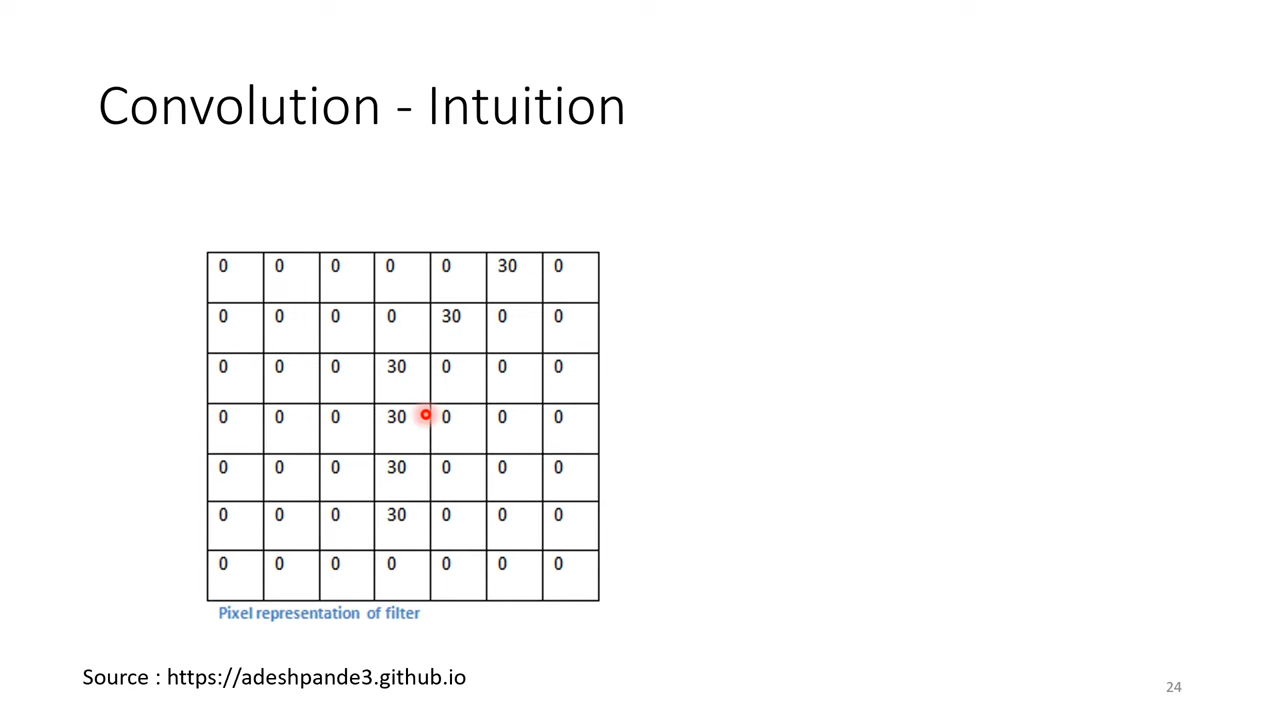 Convolution - Intuition
0 0 0 0 0 30 0
0 0 0 0 30 0 0
0 0 0 30 0 0 0
0 0 0 30 0 0 0
0 0 0 30 0 0 0
0 0 0 30 0 0 0
0 0 0 0 0 0 0
Pixel representation of filter
Source : https://adeshpande3.github.io
24